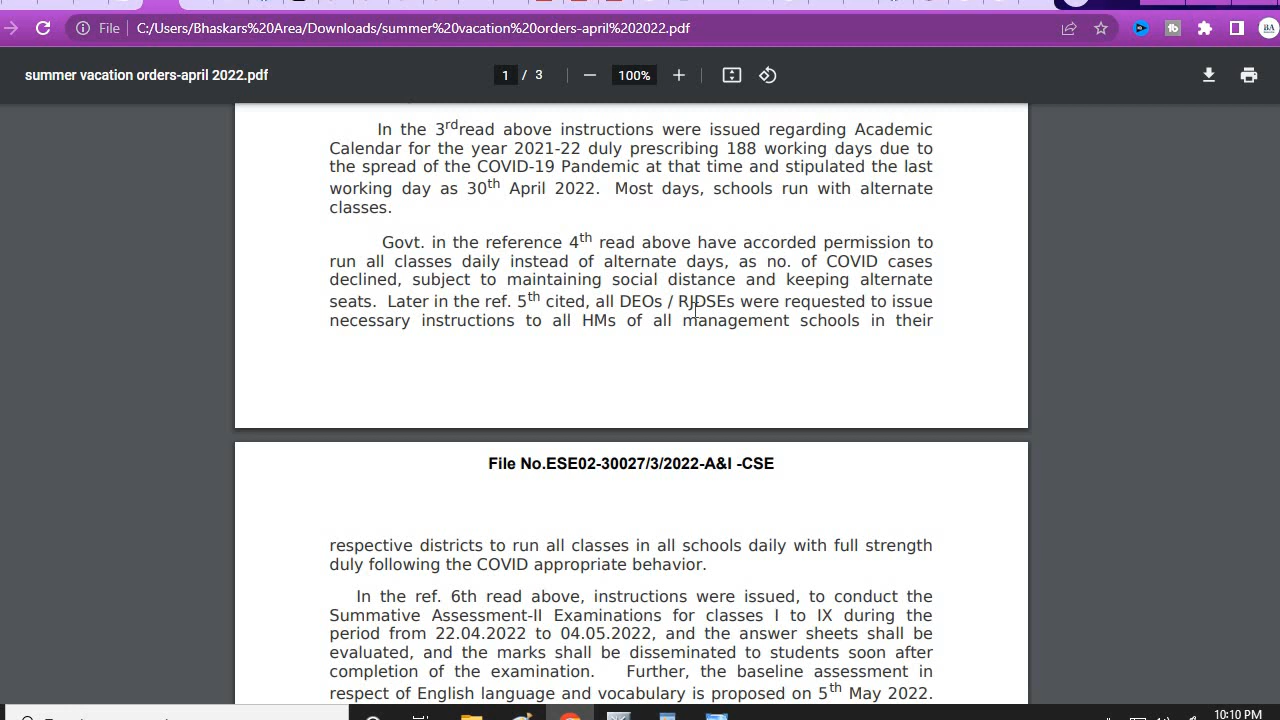 File C:/Users/Bhaskars%20Area/Downloads/summer%20vacation%20orders-april%202022.pdf
summer vacation orders-april 2022.pdf
1 / 3
100%
In the 3rdread above instructions were issued regarding Academic
Calendar for the year 2021-22 duly prescribing 188 working days due to
the spread of the COVID-19 Pandemic at that time and stipulated the last
working day as 30th April 2022. Most days, schools run with alternate
classes.
Govt. in the reference 4th read above have accorded permission to
run all classes daily instead of alternate days, as no. of COVID cases
declined, subject to maintaining social distance and keeping alternate
seats. Later in the ref. 5th cited, all DEOs / RJDSEs were requested to issue
necessary instructions to all HMs of all management schools in their
File No.ESE02-30027/3/2022-A&I -CSE
respective districts to run all classes in all schools daily with full strength
duly following the COVID appropriate behavior.
In the ref. 6th read above, instructions were issued, to conduct the
Summative Assessment-II Examinations for classes I to IX during the
period from 22.04.2022 to 04.05.2022, and the answer sheets shall be
evaluated, and the marks shall be disseminated to students soon after
completion of the examination. Further, the baseline assessment in
respect of English language and vocabulary is proposed on 5th May 2022.
10:10 PM